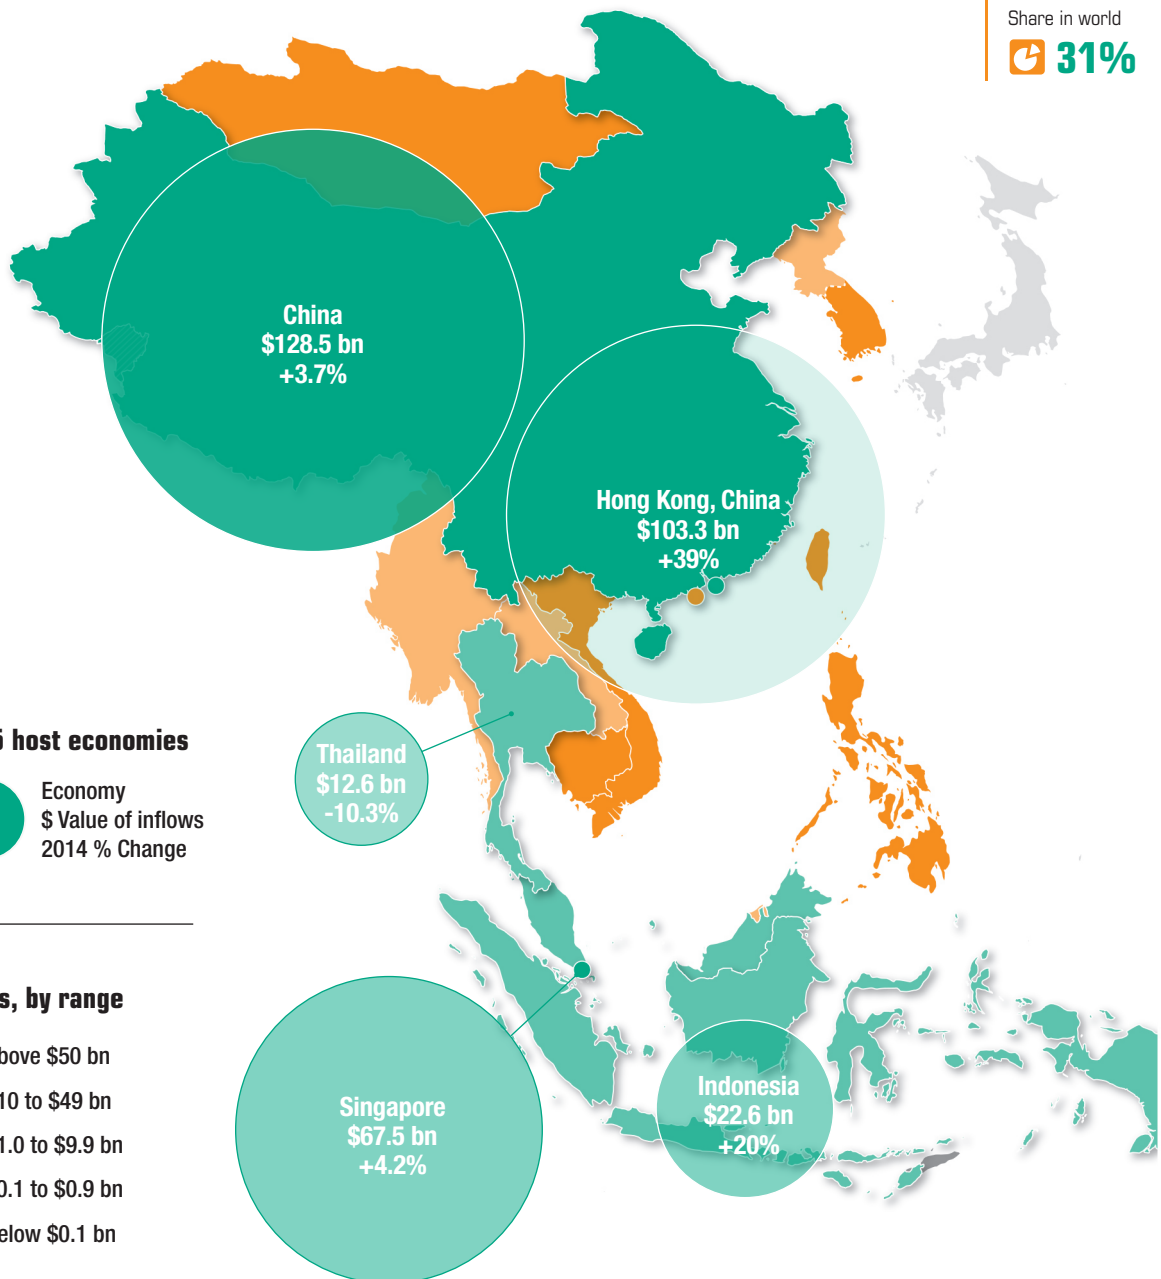 Share in world
31%
China
$128.5 bn
+3.7%
Hong Kong, China
$103.3 bn
+39%
Thailand
$12.6 bn
-10.3%
host economies
Economy
$ Value of inflows
2014 % Change
, by range
$50 bn
10 to $49 bn
1.0 to $9.9 bn
0.1 to $0.9 bn
$0.1 bn
Singapore
$67.5 bn
+4.2%
Indonesia
$22.6 bn
+20%